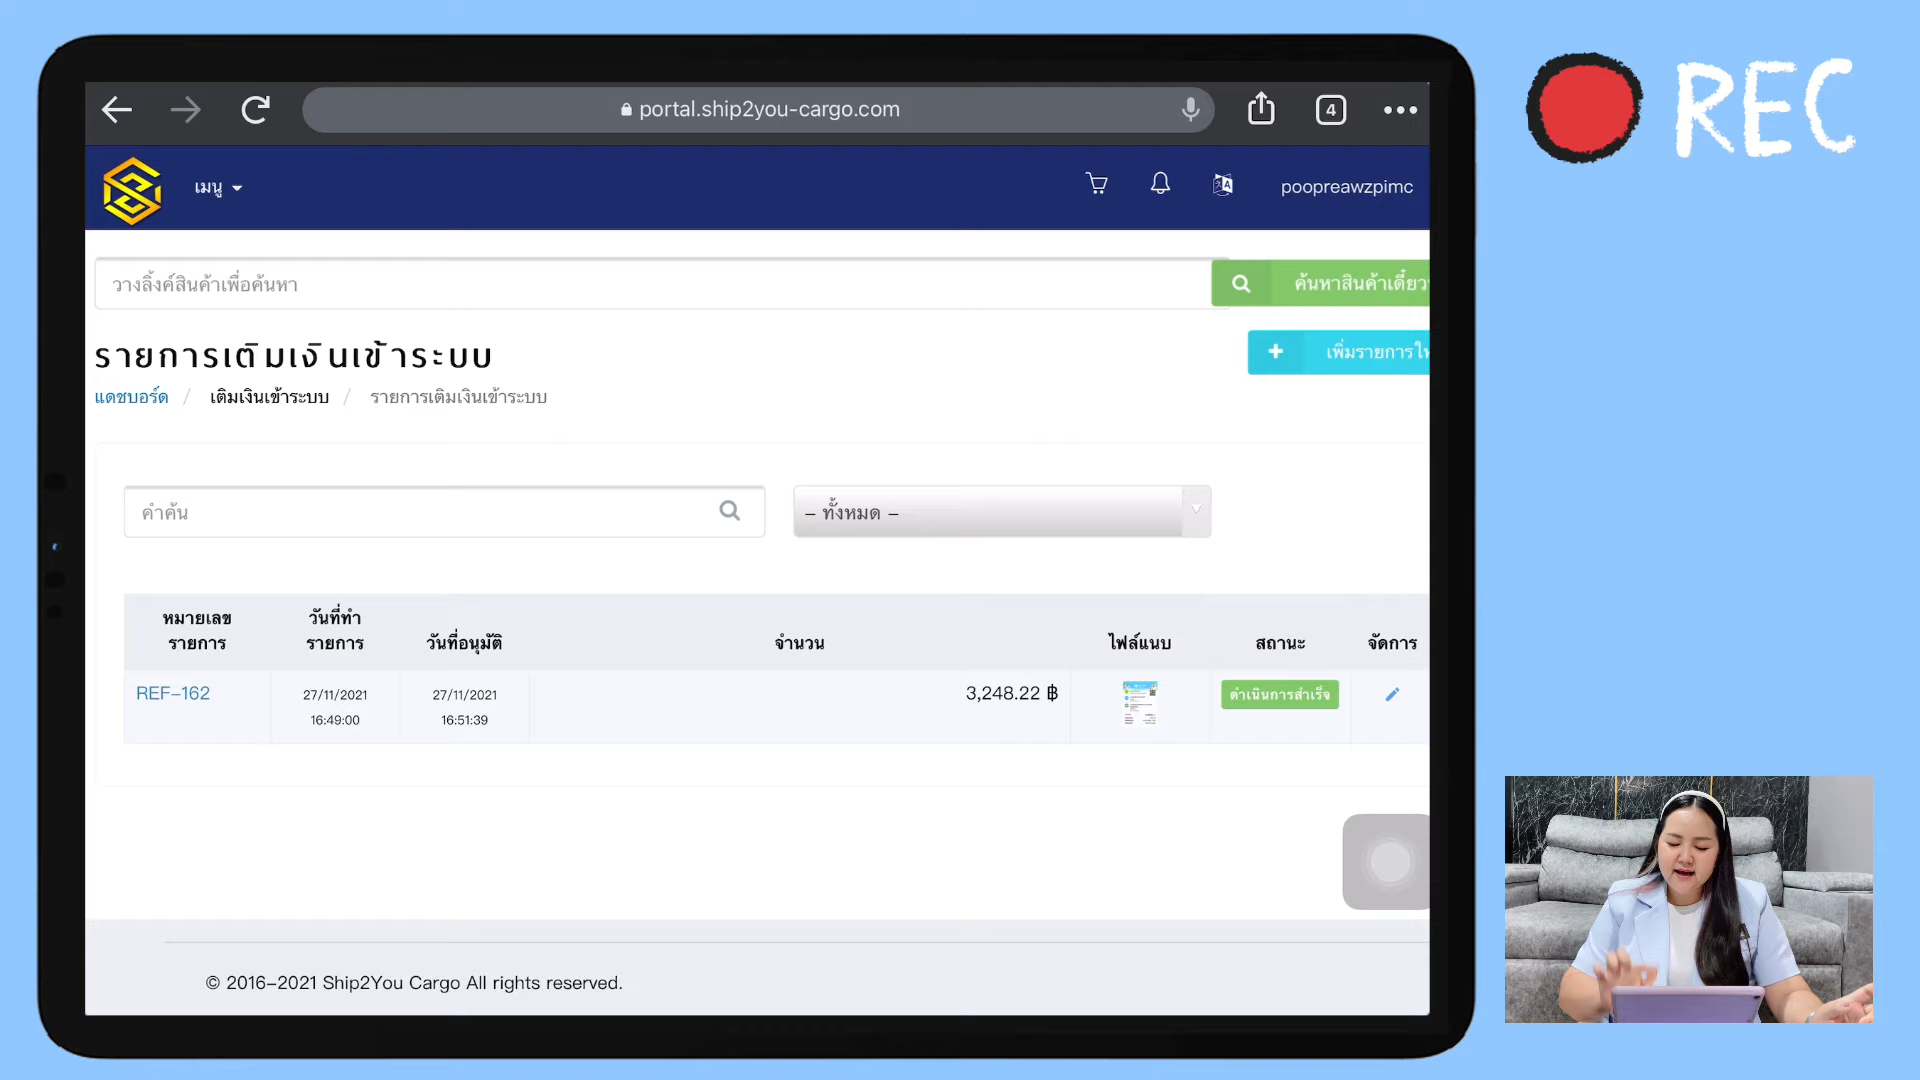 portal.ship2you-cargo.com
4
REC
เมนู
poopreawzpimc
วางลิ้งค์สินค้าเพื่อค้นหา
ค้นหาสินค้าเดี๋ยว
รายการเติมเงินเข้าระบบ
เพิ่มรายการให
แดชบอร์ด / เติมเงินเข้าระบบ / รายการเติมเงินเข้าระบบ
คำค้น
– ทั้งหมด –
หมายเลข
รายการ
วันที่ทำ
รายการ
วันที่อนุมัติ
จำนวน
ไฟล์แนบ
สถานะ
จัดการ
REF-162
27/11/2021
16:49:00
27/11/2021
16:51:39
3,248.22 ฿
ดำเนินการสำเร็จ
© 2016-2021 Ship2You Cargo All rights reserved.